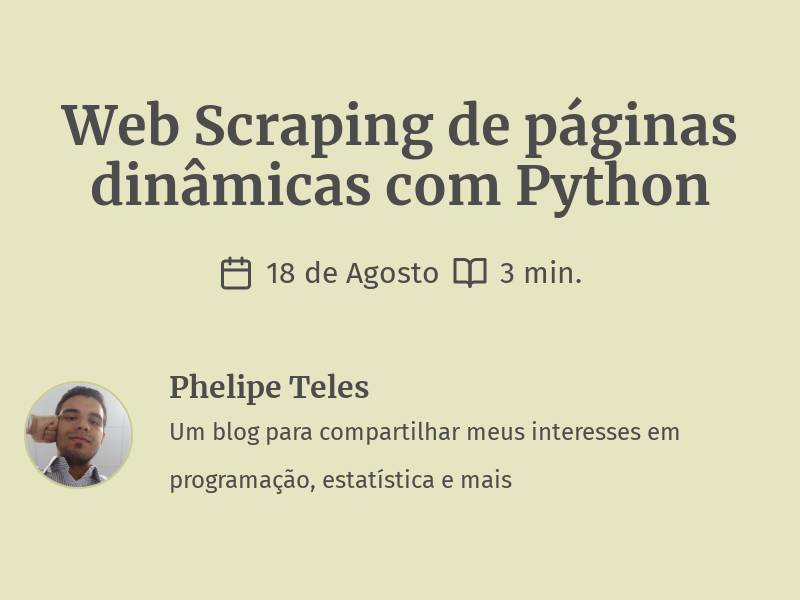 Web Scraping de páginas
dinâmicas com Python
18 de Agosto 3 min.
Phelipe Teles
Um blog para compartilhar meus interesses em
programação, estatística e mais